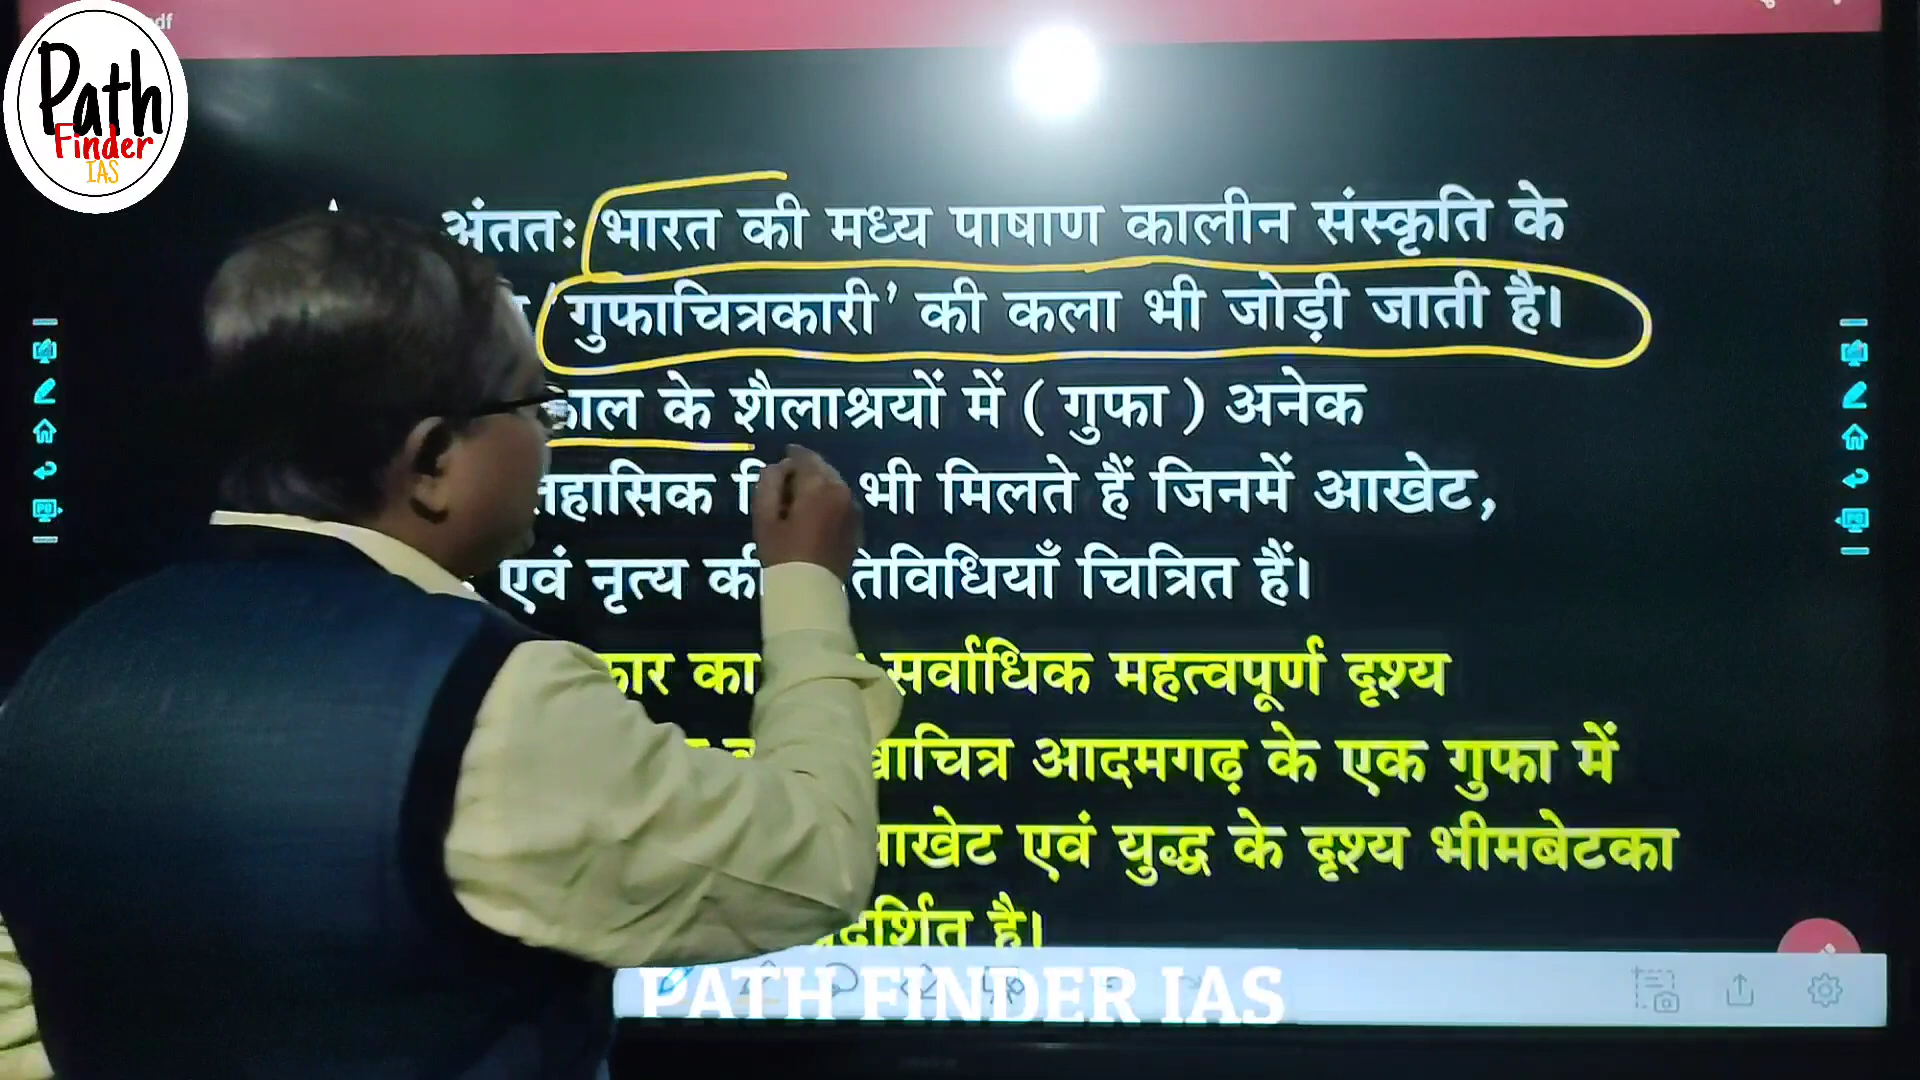 Path
Finder
IAS
अंततः भारत की मध्य पाषाण कालीन संस्कृति के
'गुफाचित्रकारी' की कला भी जोड़ी जाती है।
के शैलाश्रयों में ( गुफा ) अनेक
भी मिलते हैं जिनमें आखेट,
एवं नृत्य चित्रित हैं।
सर्वाधिक महत्वपूर्ण दृश्य
आदमगढ़ के एक गुफा में
एवं युद्ध के दृश्य भीमबेटका
है।
PATH FINDER IAS